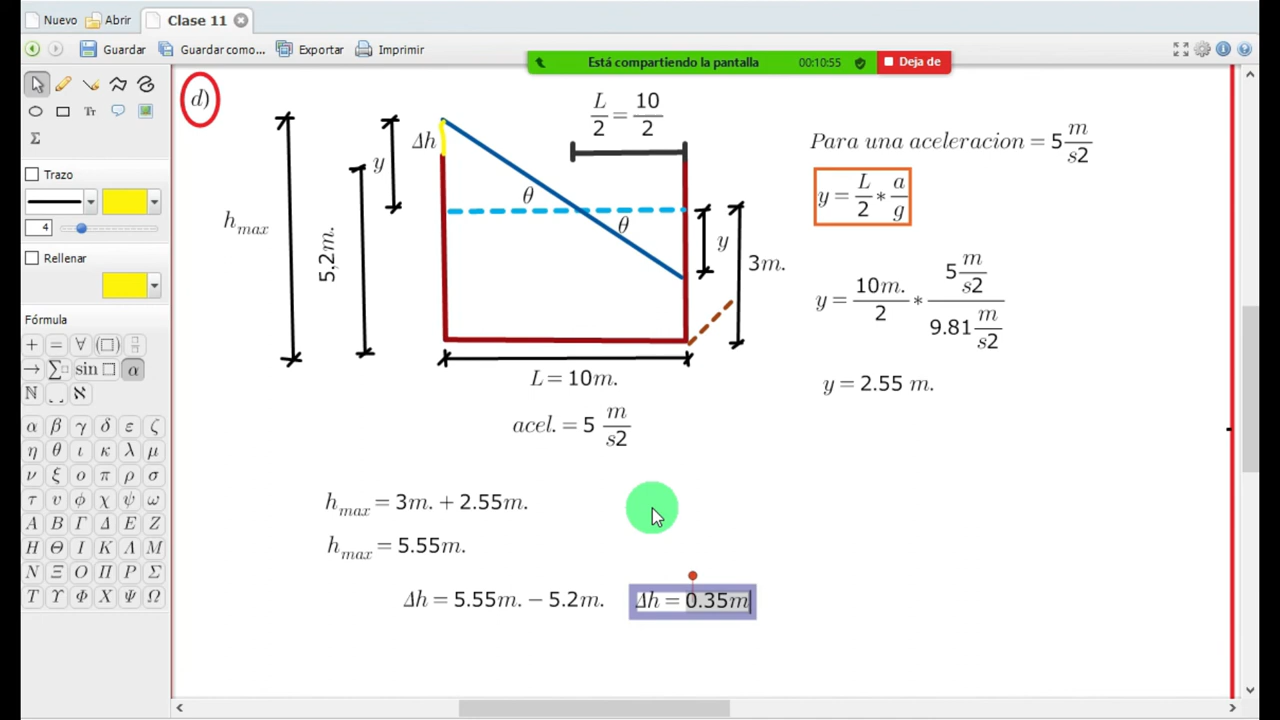 Nuevo Abrir Clase 11
Guardar Guardar como... Exportar Imprimir
Está compartiendo la pantalla 00:10:55 Deja de
Trazo
4
Rellenar
Fórmula
+ = ∀ (□) □/□
→ ∑ sin □ α
ℕ ℵ
α β γ δ ε ζ
η θ ι κ λ μ
ν ξ ο π ρ σ
τ υ φ χ ψ ω
Α Β Γ Δ Ε Ζ
Η Θ Ι Κ Λ Μ
Ν Ξ Ο Π Ρ Σ
Τ Υ Φ Χ Ψ Ω
d)
L/2 = 10/2
Δh
y
h_max
5,2m.
θ
θ
y
3m.
L = 10m.
acel. = 5 m/s2
Para una aceleracion = 5 m/s2
y = L/2 * a/g
y = 10m./2 * 5 m/s2 / 9.81 m/s2
y = 2.55 m.
h_max = 3m. + 2.55m.
h_max = 5.55m.
Δh = 5.55m. − 5.2m. Δh = 0.35m